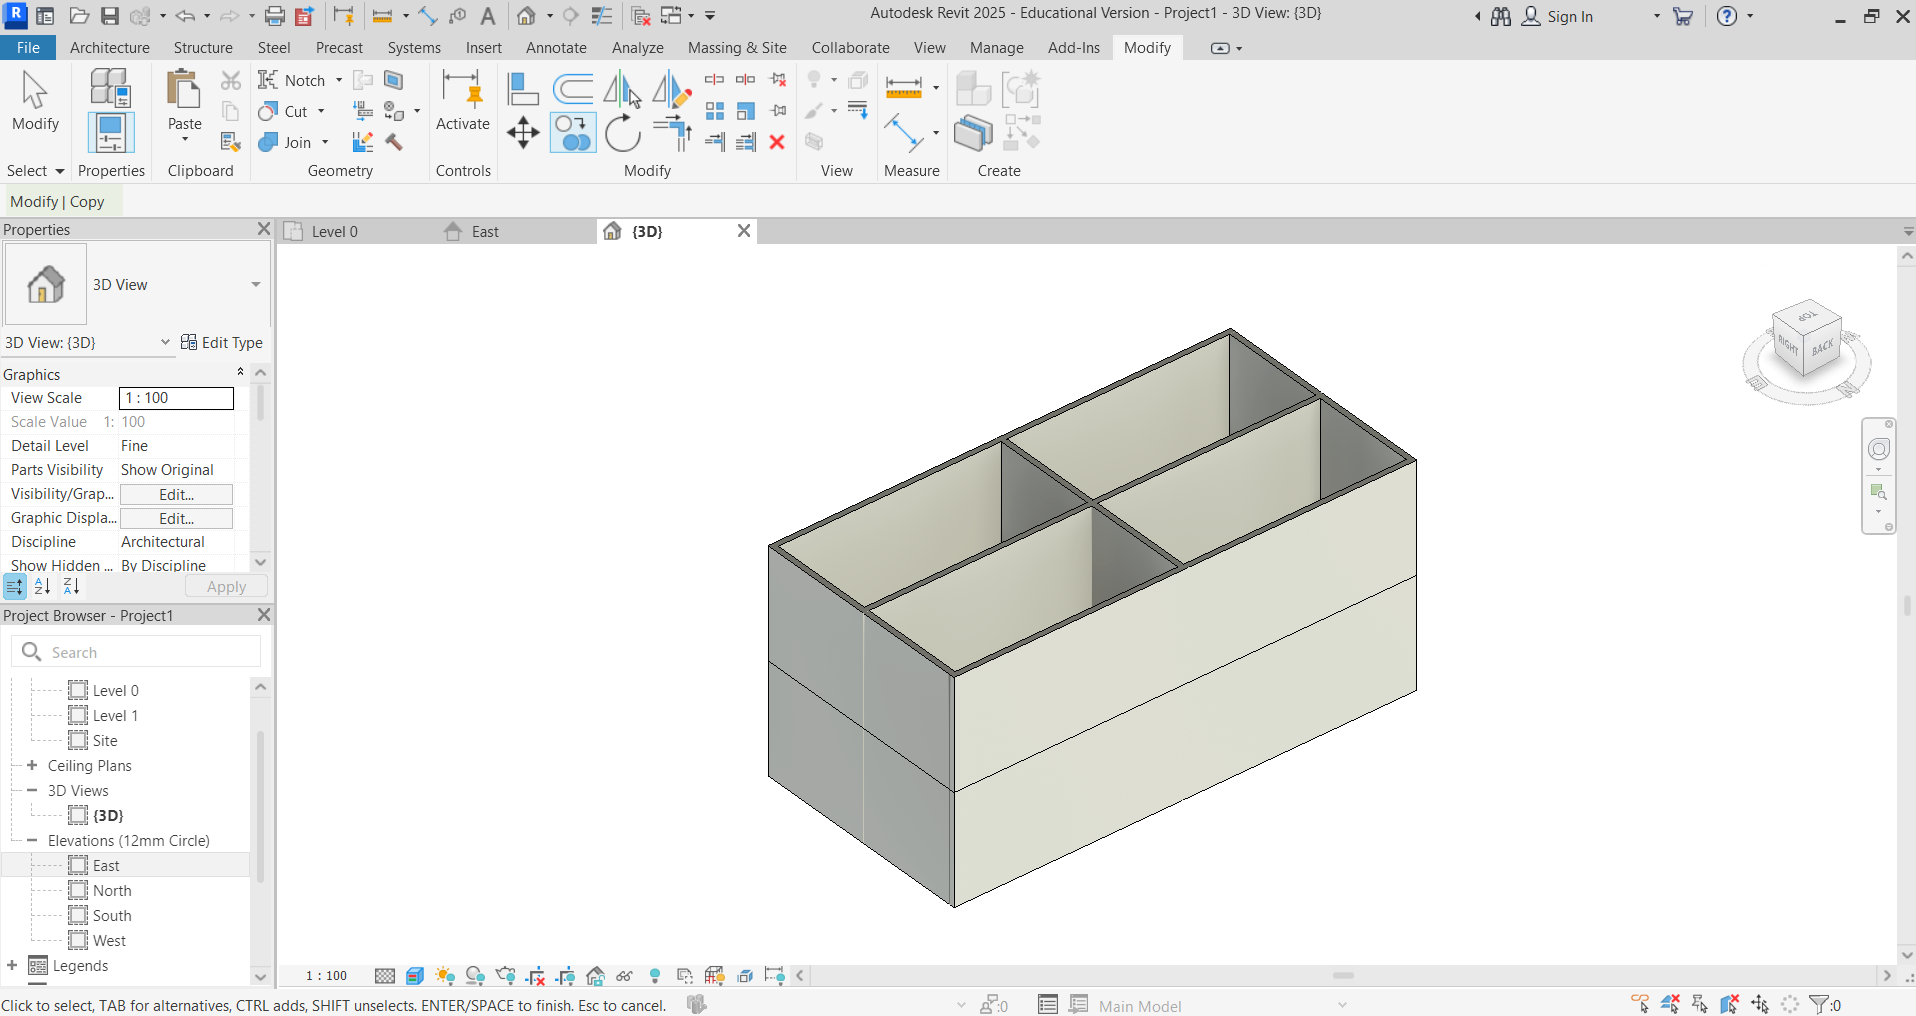 Autodesk Revit 2025 - Educational Version - Project1 - 3D View: {3D}
Sign In
File Architecture Structure Steel Precast Systems Insert Annotate Analyze Massing & Site Collaborate View Manage Add-Ins Modify
Modify
Paste
Notch
Cut
Join
Activate
Select Properties Clipboard Geometry Controls Modify View Measure Create
Modify | Copy
Properties
Level 0 East {3D}
3D View
3D View: {3D} Edit Type
Graphics
View Scale 1 : 100
Scale Value 1: 100
Detail Level Fine
Parts Visibility Show Original
Visibility/Grap... Edit...
Graphic Displa... Edit...
Discipline Architectural
Show Hidden ... By Discipline
Apply
Project Browser - Project1
Search
Level 0
Level 1
Site
Ceiling Plans
3D Views
{3D}
Elevations (12mm Circle)
East
North
South
West
Legends
TOP
RIGHT BACK
E N
1 : 100
Click to select, TAB for alternatives, CTRL adds, SHIFT unselects. ENTER/SPACE to finish. Esc to cancel.
:0
Main Model
:0